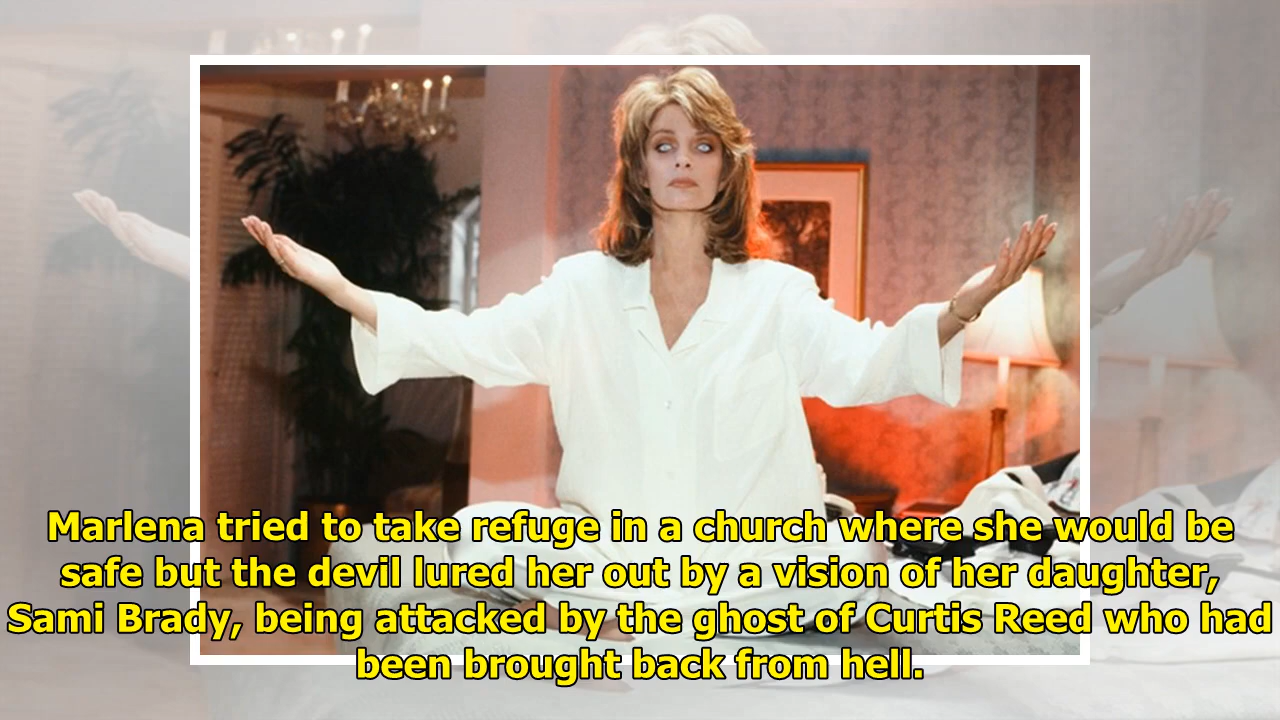 Marlena tried to take refuge in a church where she would be
safe but the devil lured her out by a vision of her daughter,
Sami Brady, being attacked by the ghost of Curtis Reed who had
been brought back from hell.